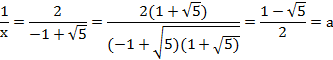 1/x = 2/(-1+√5) = 2(1+√5)/((-1+√(5)(1+√5))) = (1-√5)/2 = a